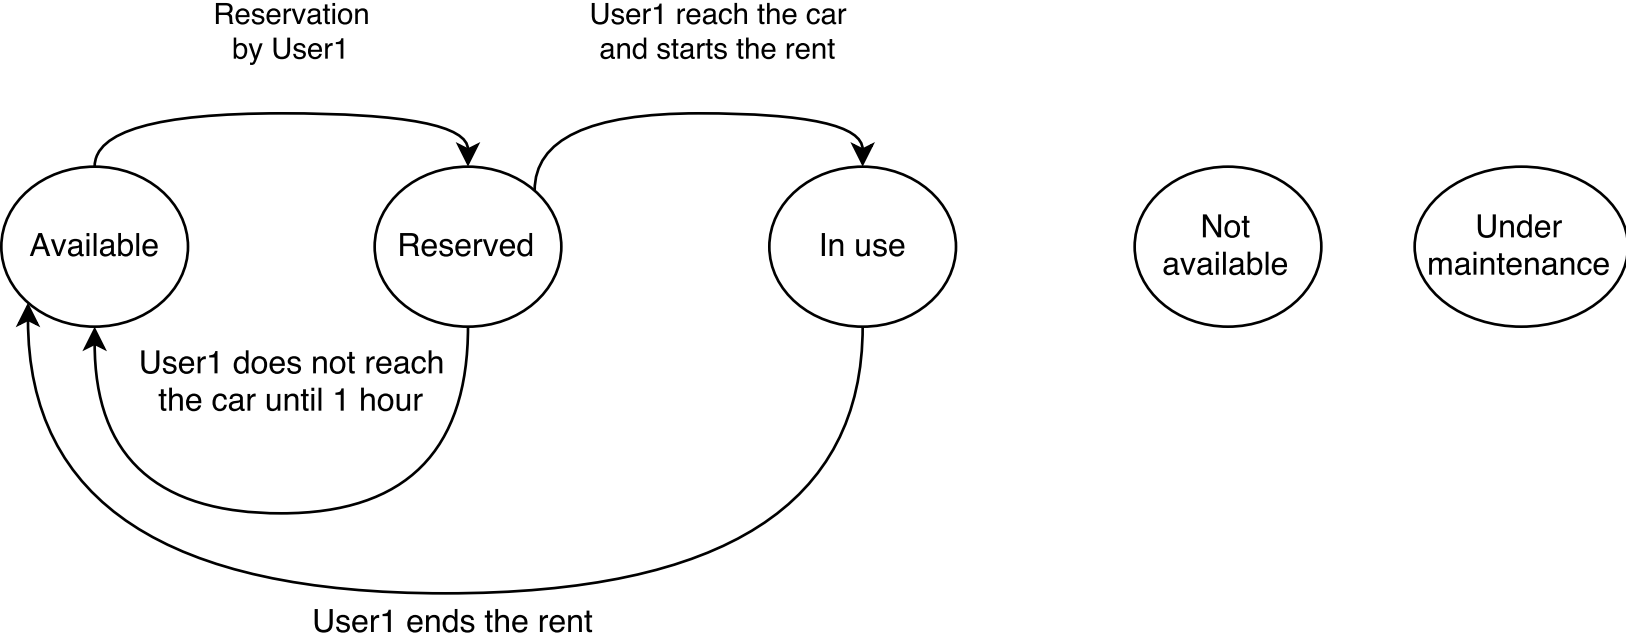 Reservation
by User1
User1 reach the car
and starts the rent
Available
Reserved
In use
Not
available
Under
maintenance
User1 does not reach
the car until 1 hour
User1 ends the rent